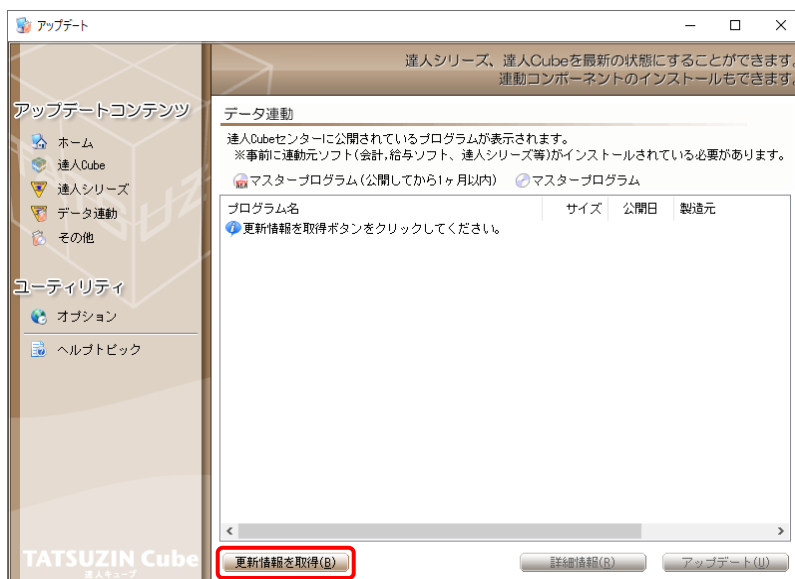 アップデート
達人シリーズ、達人Cubeを最新の状態にすることができます。
連動コンポーネントのインストールもできます。
アップデートコンテンツ
ホーム
達人Cube
達人シリーズ
データ連動
その他
ユーティリティ
オプション
ヘルプトピック
TATSUZIN Cube
達人キューブ
データ連動
達人Cubeセンターに公開されているプログラムが表示されます。
※事前に連動元ソフト(会計,給与ソフト、達人シリーズ等)がインストールされている必要があります。
マスタープログラム(公開してから1ヶ月以内) マスタープログラム
プログラム名 サイズ 公開日 製造元
更新情報を取得ボタンをクリックしてください。
更新情報を取得(B) 詳細情報(R) アップデート(U)